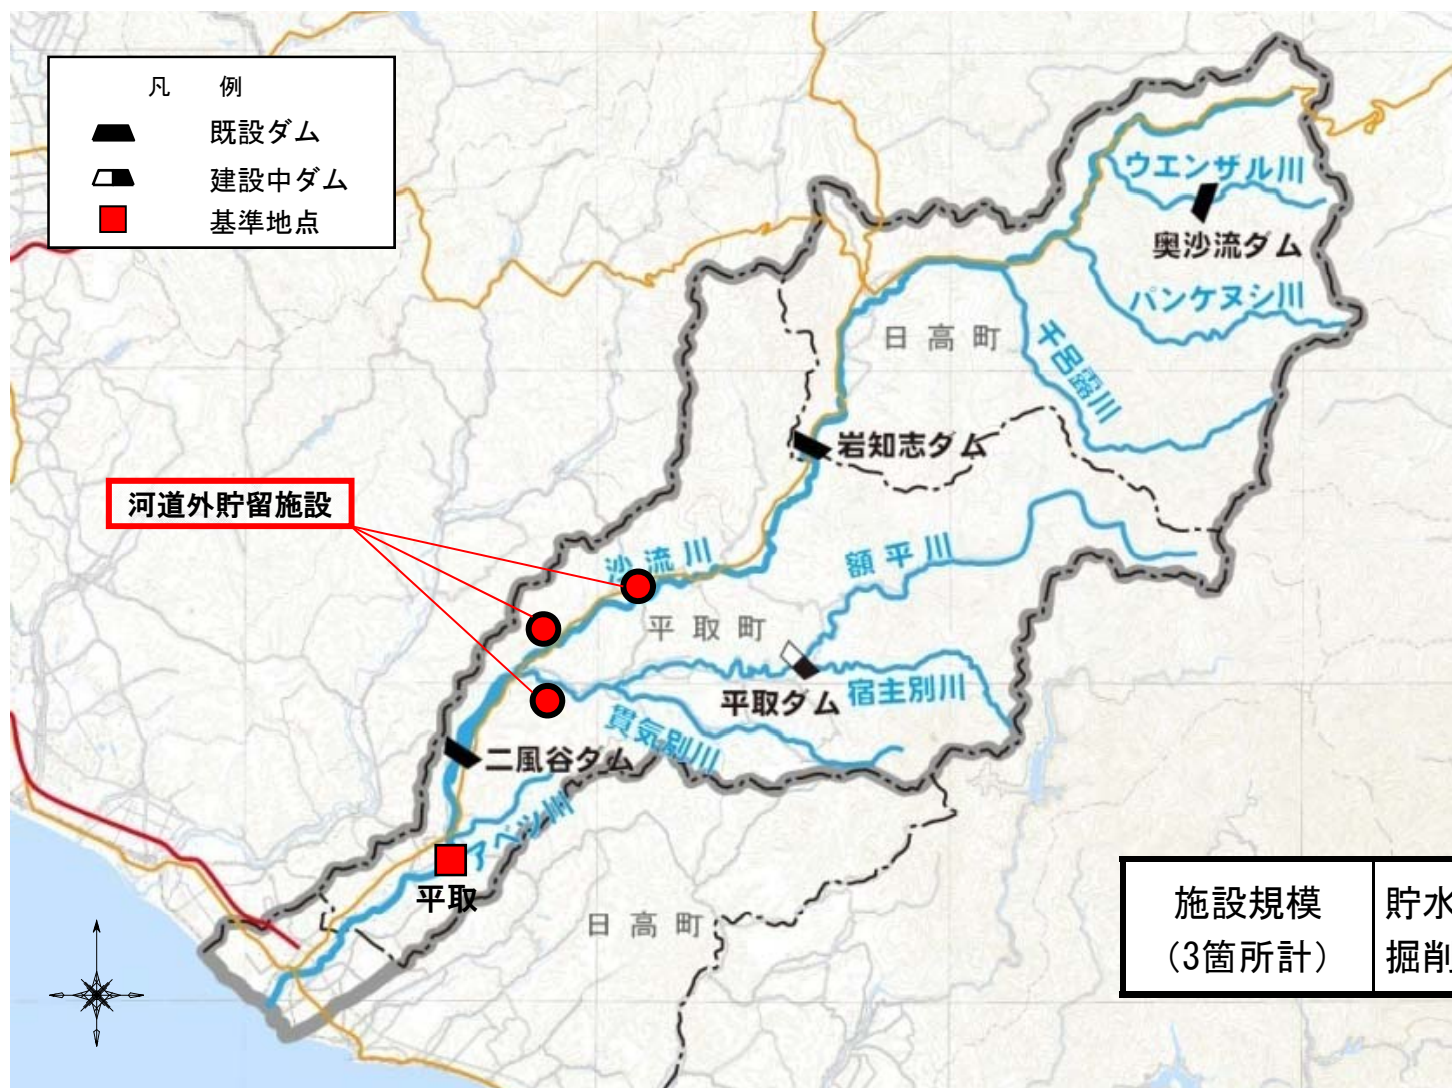 凡 例
既設ダム
建設中ダム
基準地点
ウエンザル川
奥沙流ダム
パンケヌシ川
日高町
千呂露川
岩知志ダム
河道外貯留施設
沙流川
額平川
平取町
平取ダム
宿主別川
貫気別川
二風谷ダム
アベツ川
平取
日高町
施設規模
(3箇所計)
貯水
掘削